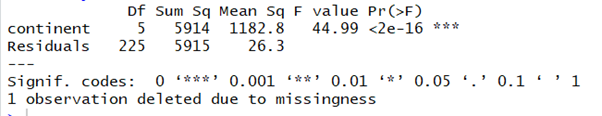 Df Sum Sq Mean Sq F value Pr(>F)
continent 5 5914 1182.8 44.99 <2e-16 ***
Residuals 225 5915 26.3
---
Signif. codes: 0 ‘***’ 0.001 ‘**’ 0.01 ‘*’ 0.05 ‘.’ 0.1 ‘ ’ 1
1 observation deleted due to missingness